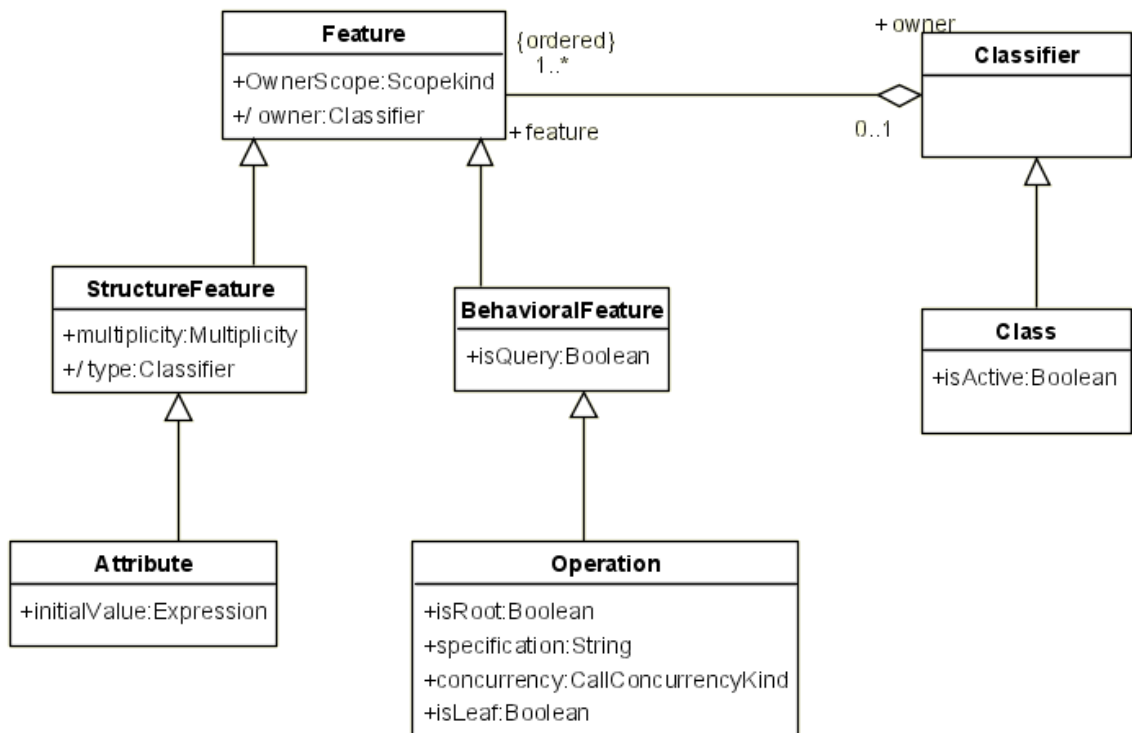 Feature
+OwnerScope:Scopekind
+/ owner:Classifier
{ordered}
1..*
+ feature
+ owner
0..1
Classifier
StructureFeature
+multiplicity:Multiplicity
+/ type:Classifier
BehavioralFeature
+isQuery:Boolean
Class
+isActive:Boolean
Attribute
+initialValue:Expression
Operation
+isRoot:Boolean
+specification:String
+concurrency:CallConcurrencyKind
+isLeaf:Boolean